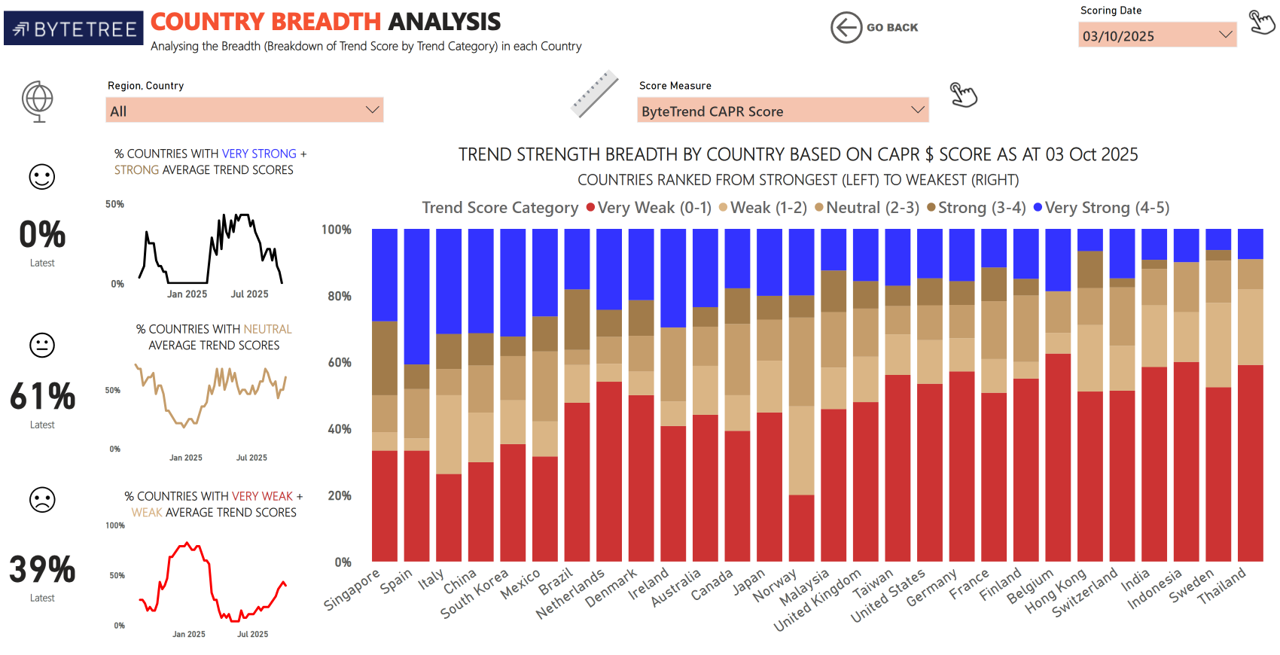 BYTETREE
COUNTRY BREADTH ANALYSIS
Analysing the Breadth (Breakdown of Trend Score by Trend Category) in each Country
GO BACK
Scoring Date
03/10/2025
Region, Country
All
Score Measure
ByteTrend CAPR Score
% COUNTRIES WITH VERY STRONG +
STRONG AVERAGE TREND SCORES
0%
Latest
50%
0%
Jan 2025 Jul 2025
% COUNTRIES WITH NEUTRAL
AVERAGE TREND SCORES
61%
Latest
50%
0%
Jan 2025 Jul 2025
% COUNTRIES WITH VERY WEAK +
WEAK AVERAGE TREND SCORES
39%
Latest
100%
50%
0%
Jan 2025 Jul 2025
TREND STRENGTH BREADTH BY COUNTRY BASED ON CAPR $ SCORE AS AT 03 Oct 2025
COUNTRIES RANKED FROM STRONGEST (LEFT) TO WEAKEST (RIGHT)
Trend Score Category Very Weak (0-1) Weak (1-2) Neutral (2-3) Strong (3-4) Very Strong (4-5)
100%
80%
60%
40%
20%
0%
Singapore
Spain
Italy
China
South Korea
Mexico
Brazil
Netherlands
Denmark
Ireland
Australia
Canada
Japan
Norway
Malaysia
United Kingdom
Taiwan
United States
Germany
France
Finland
Belgium
Hong Kong
Switzerland
India
Indonesia
Sweden
Thailand